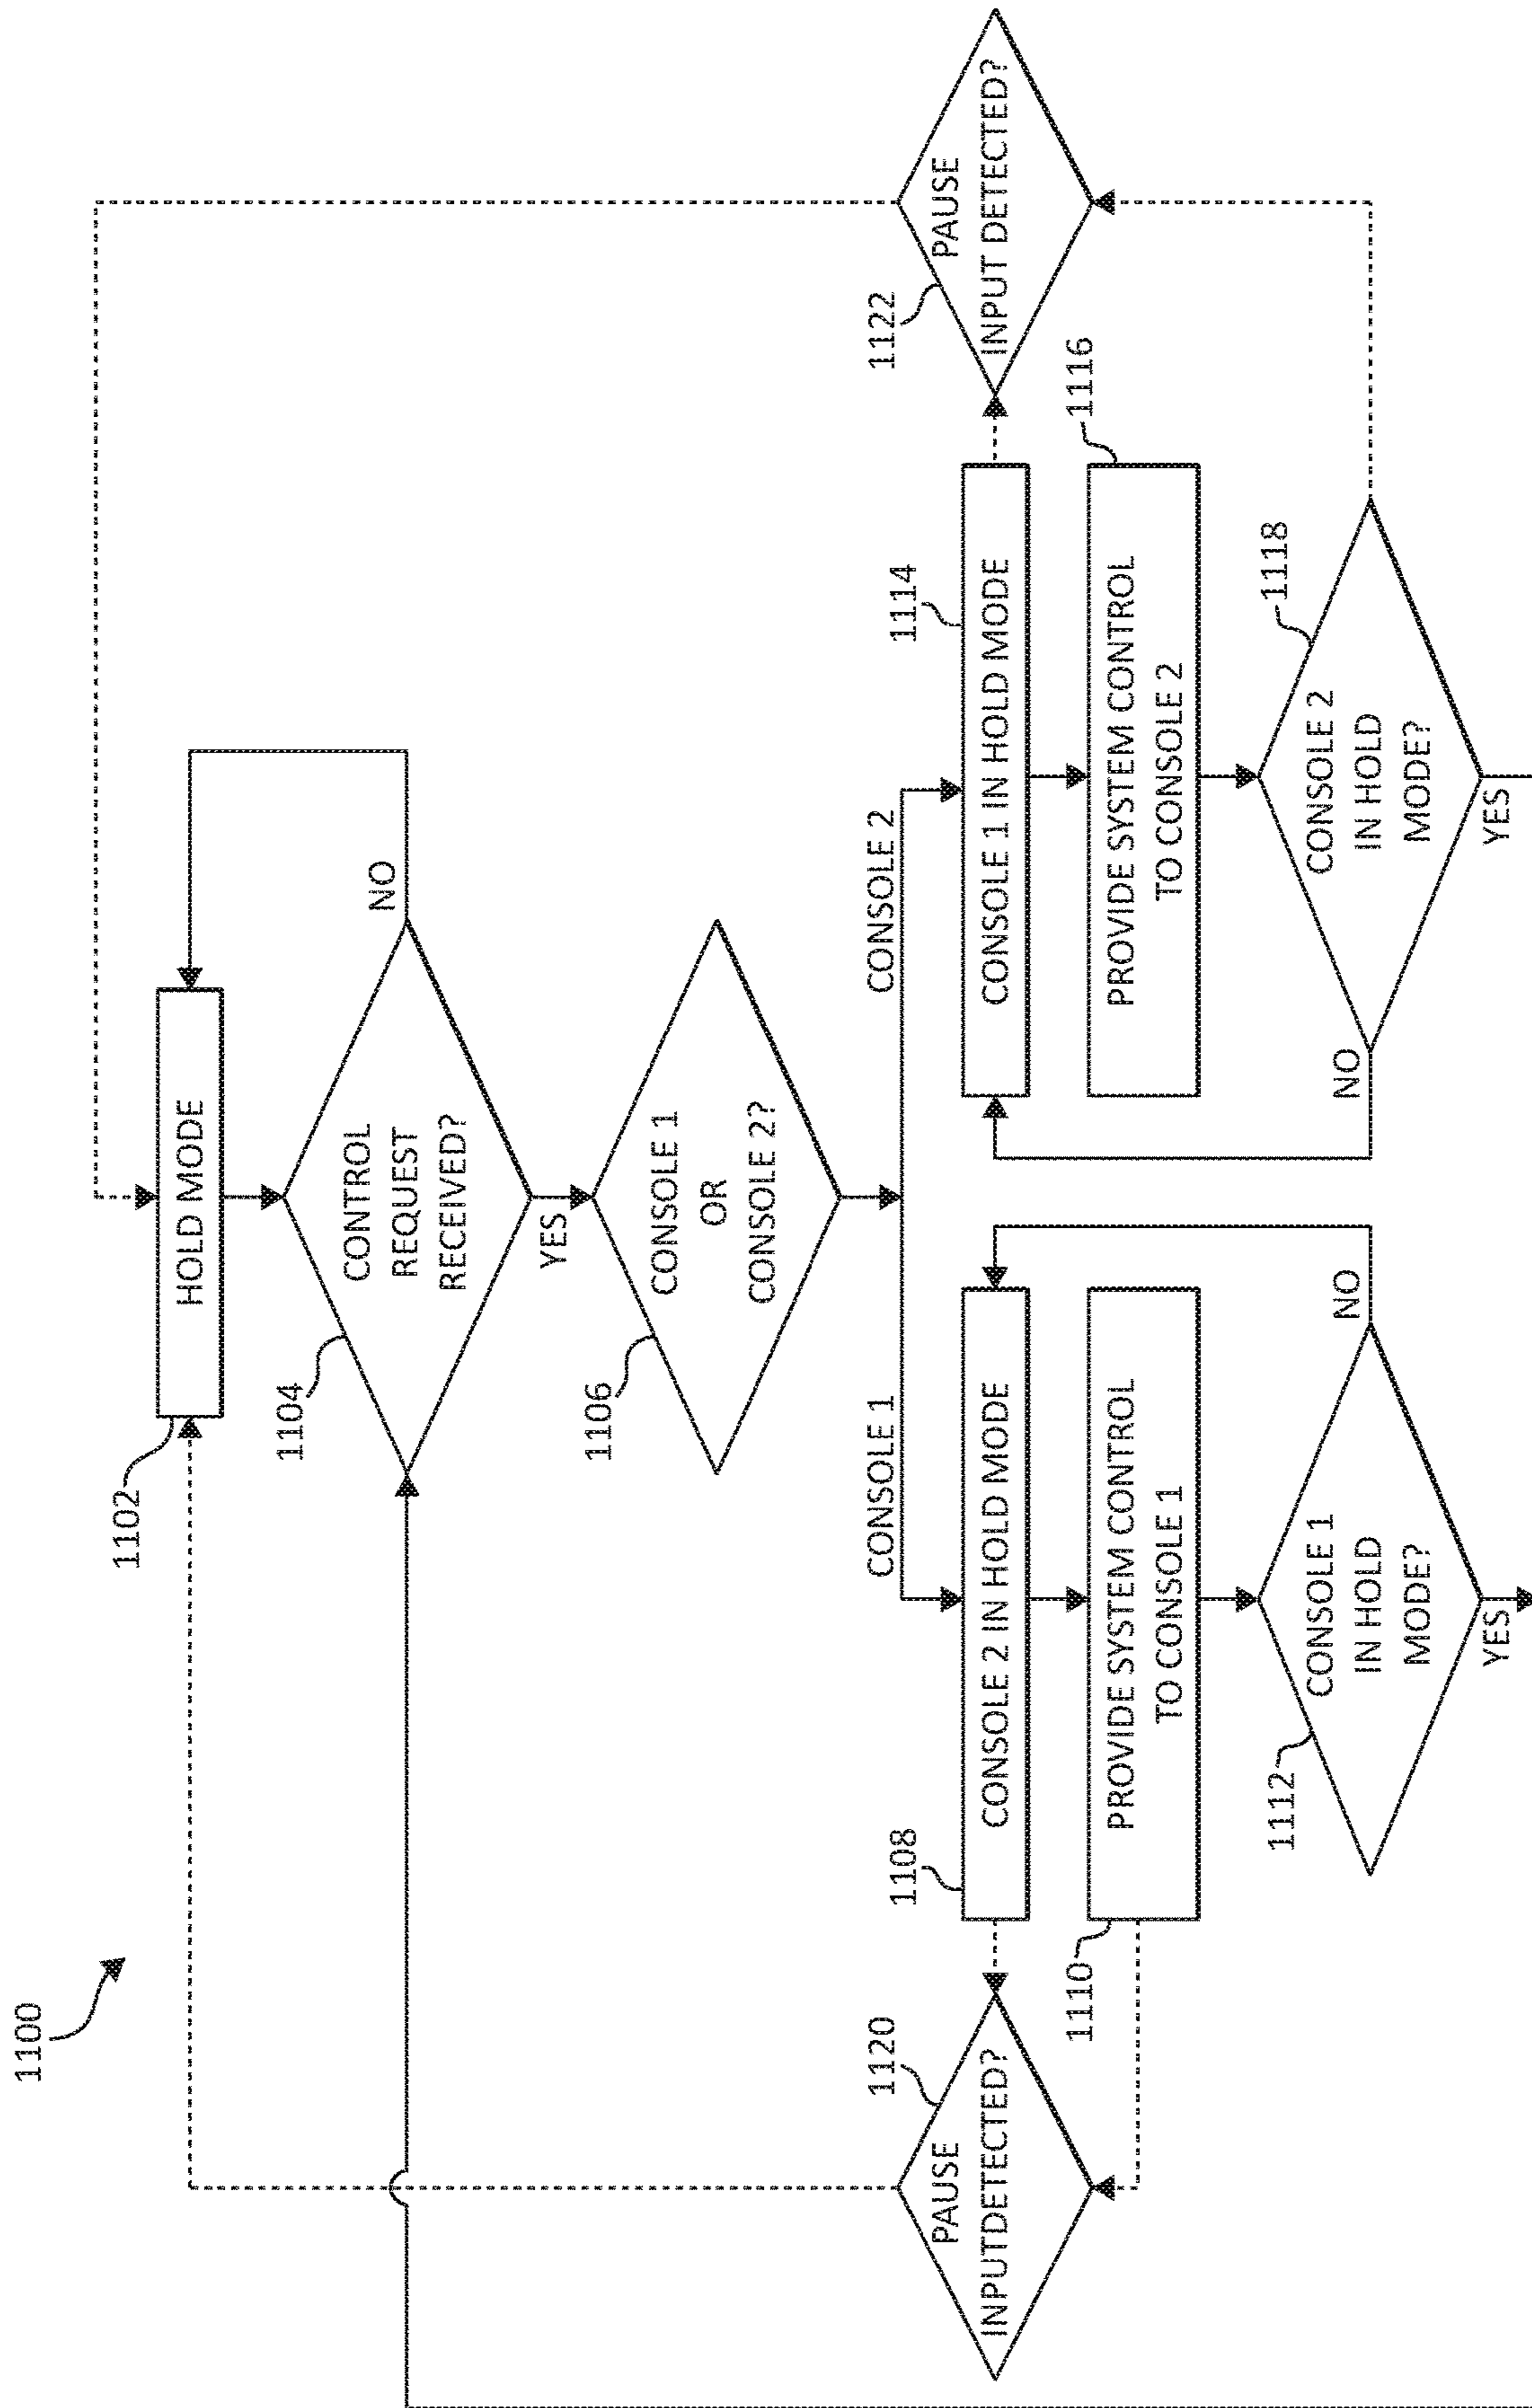 1100
1102
HOLD MODE
1104
CONTROL
REQUEST
RECEIVED?
NO
YES
1106
CONSOLE 1
OR
CONSOLE 2?
CONSOLE 1
CONSOLE 2
1120
PAUSE
INPUTDETECTED?
1108
CONSOLE 2 IN HOLD MODE
1114
CONSOLE 1 IN HOLD MODE
1122
PAUSE
INPUT DETECTED?
1110
PROVIDE SYSTEM CONTROL
TO CONSOLE 1
1116
PROVIDE SYSTEM CONTROL
TO CONSOLE 2
1112
CONSOLE 1
IN HOLD
MODE?
NO
YES
1118
CONSOLE 2
IN HOLD
MODE?
NO
YES